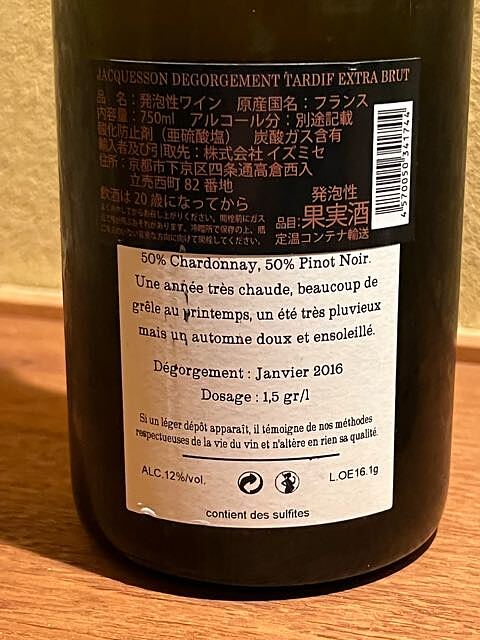 JACQUESSON DEGORGEMENT TARDIF EXTRA BRUT
品 名：発泡性ワイン 原産国名：フランス
内容量：750ml アルコール分：別途記載
酸化防止剤（亜硫酸塩） 炭酸ガス含有
輸入者及び引取先：株式会社 イズミセ
住所：京都市下京区四条通高倉西入
立売西町 82 番地
飲酒は20歳になってから
発泡性
品目：果実酒
定温コンテナ輸送
4 570050 341744
50% Chardonnay, 50% Pinot Noir.
Une année très chaude, beaucoup de
grêle au printemps, un été très pluvieux
mais un automne doux et ensoleillé.
Dégorgement : Janvier 2016
Dosage : 1,5 gr/l
Si un léger dépôt apparaît, il témoigne de nos méthodes
respectueuses de la vie du vin et n'altère en rien sa qualité.
ALC.12%/vol.
L.OE16.1g
contient des sulfites